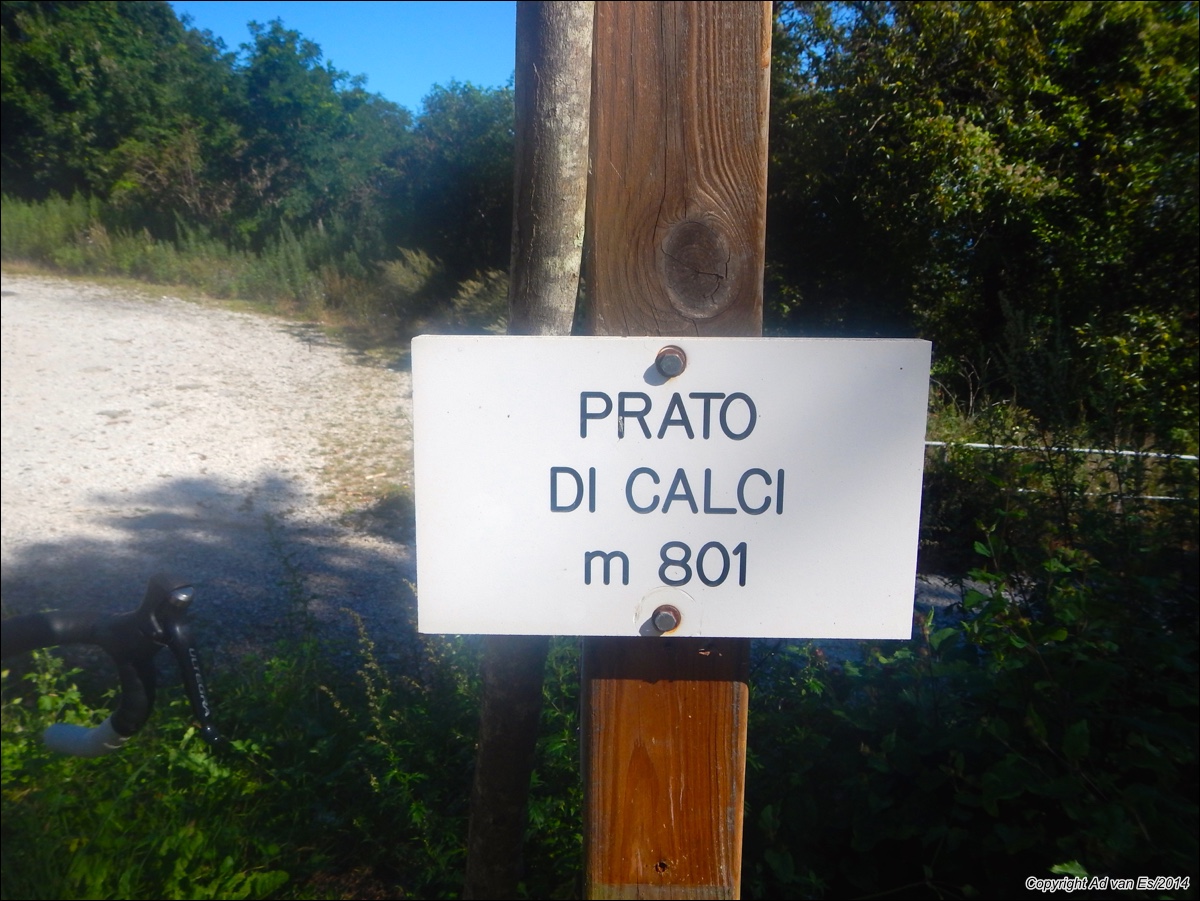 PRATO
DI CALCI
m 801
Copyright Ad van Es/2014